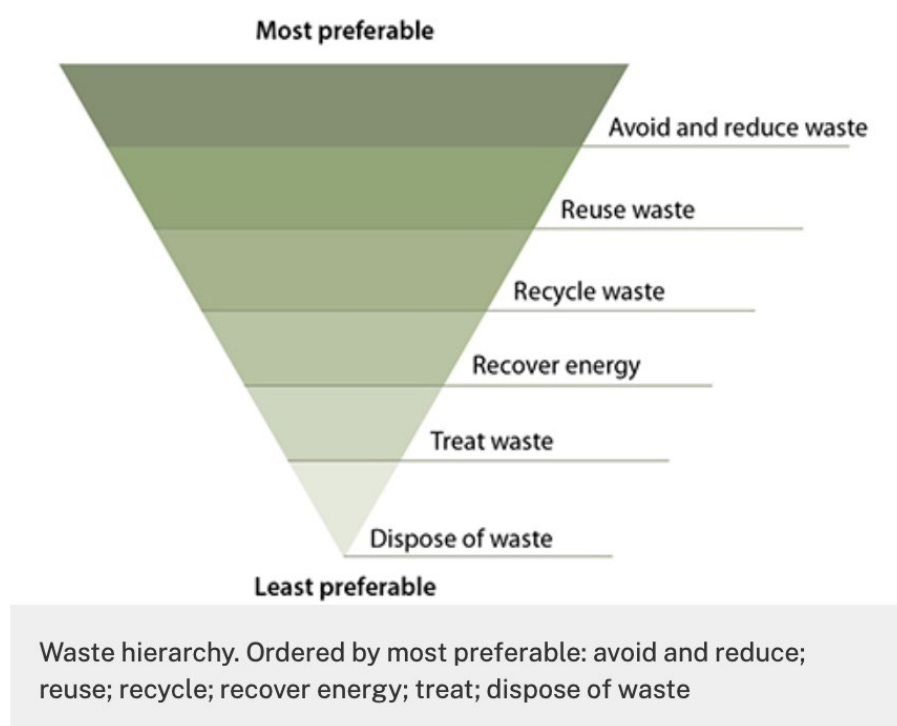 Most preferable
Avoid and reduce waste
Reuse waste
Recycle waste
Recover energy
Treat waste
Dispose of waste
Least preferable
Waste hierarchy. Ordered by most preferable: avoid and reduce;
reuse; recycle; recover energy; treat; dispose of waste